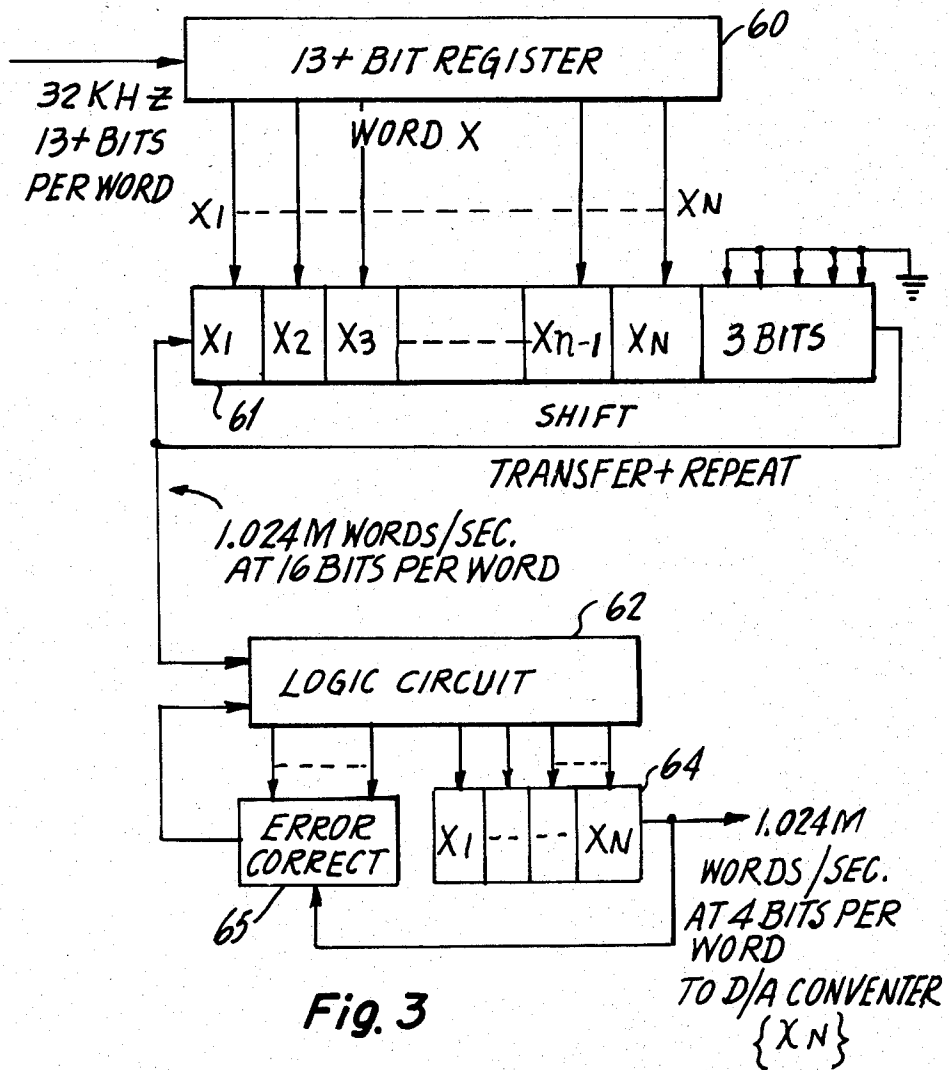 60
13+ BIT REGISTER
32 KHZ
13+ BITS
PER WORD
WORD X
X1
XN
X1 X2 X3 Xn-1 XN 3 BITS
61
SHIFT
TRANSFER + REPEAT
1.024M WORDS/SEC.
AT 16 BITS PER WORD
62
LOGIC CIRCUIT
64
ERROR
CORRECT
X1 XN
65
1.024M
WORDS/SEC.
AT 4 BITS PER
WORD
TO D/A CONVENTER
{XN}
Fig. 3